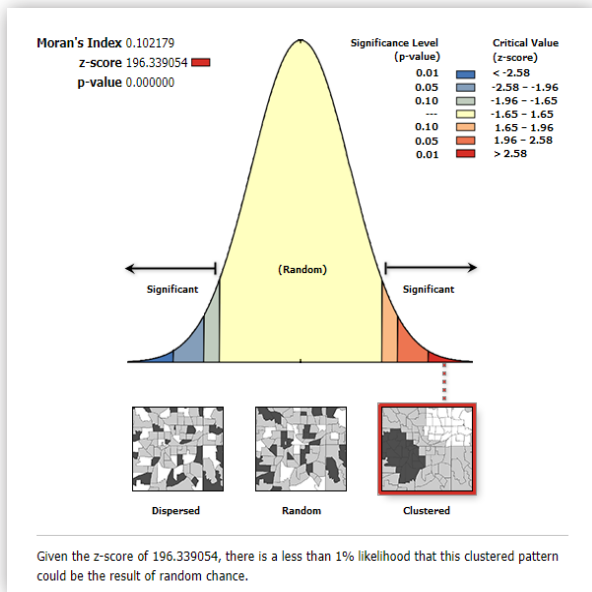 Moran's Index 0.102179
z-score 196.339054
p-value 0.000000
Significance Level
(p-value)
Critical Value
(z-score)
0.01 < -2.58
0.05 -2.58 – -1.96
0.10 -1.96 – -1.65
--- -1.65 – 1.65
0.10 1.65 – 1.96
0.05 1.96 – 2.58
0.01 > 2.58
(Random)
Significant
Significant
Dispersed
Random
Clustered
Given the z-score of 196.339054, there is a less than 1% likelihood that this clustered pattern
could be the result of random chance.